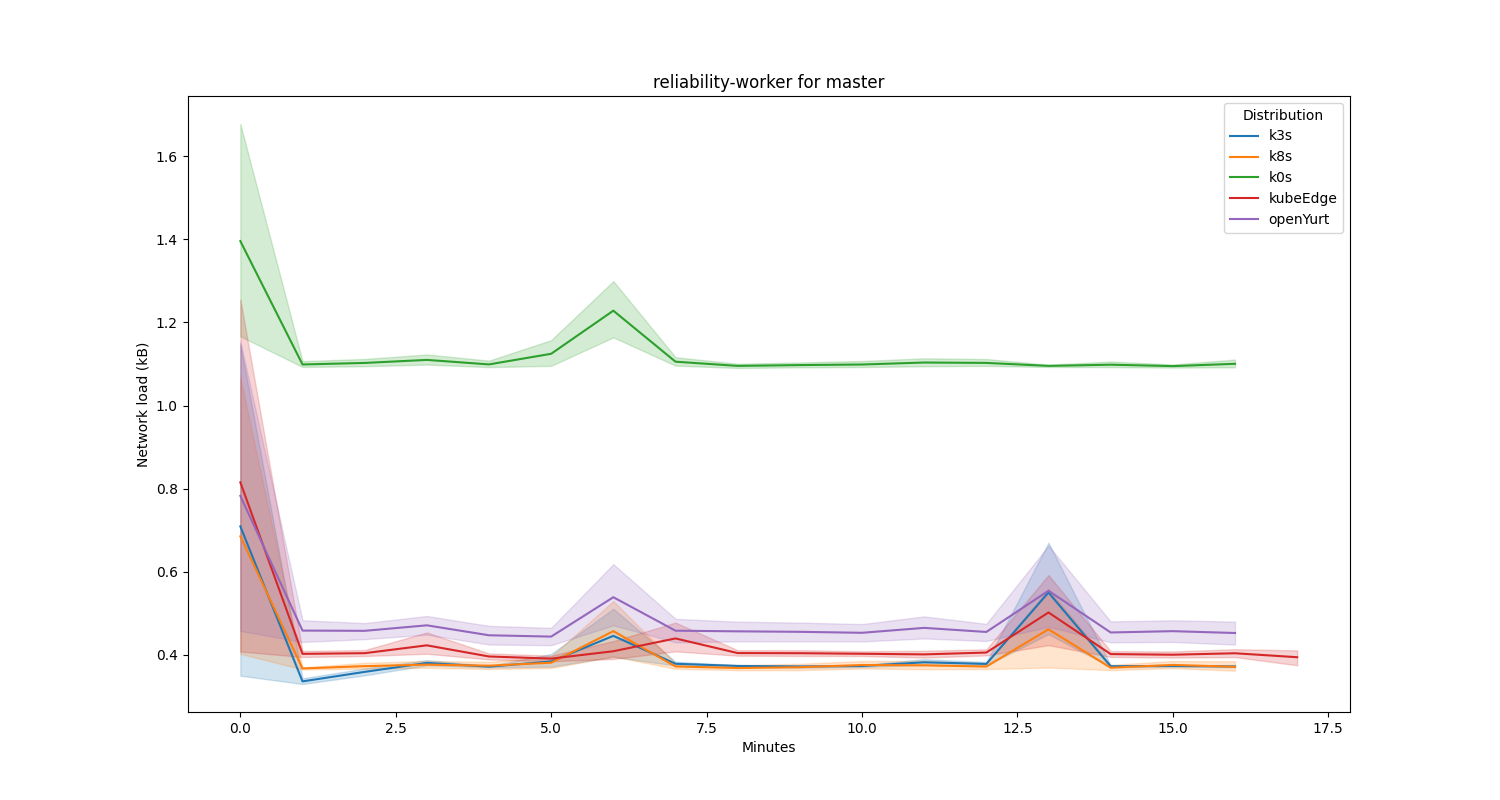 reliability-worker for master
Distribution
k3s
k8s
k0s
kubeEdge
openYurt
Network load (kB)
1.6
1.4
1.2
1.0
0.8
0.6
0.4
0.0 2.5 5.0 7.5 10.0 12.5 15.0 17.5
Minutes